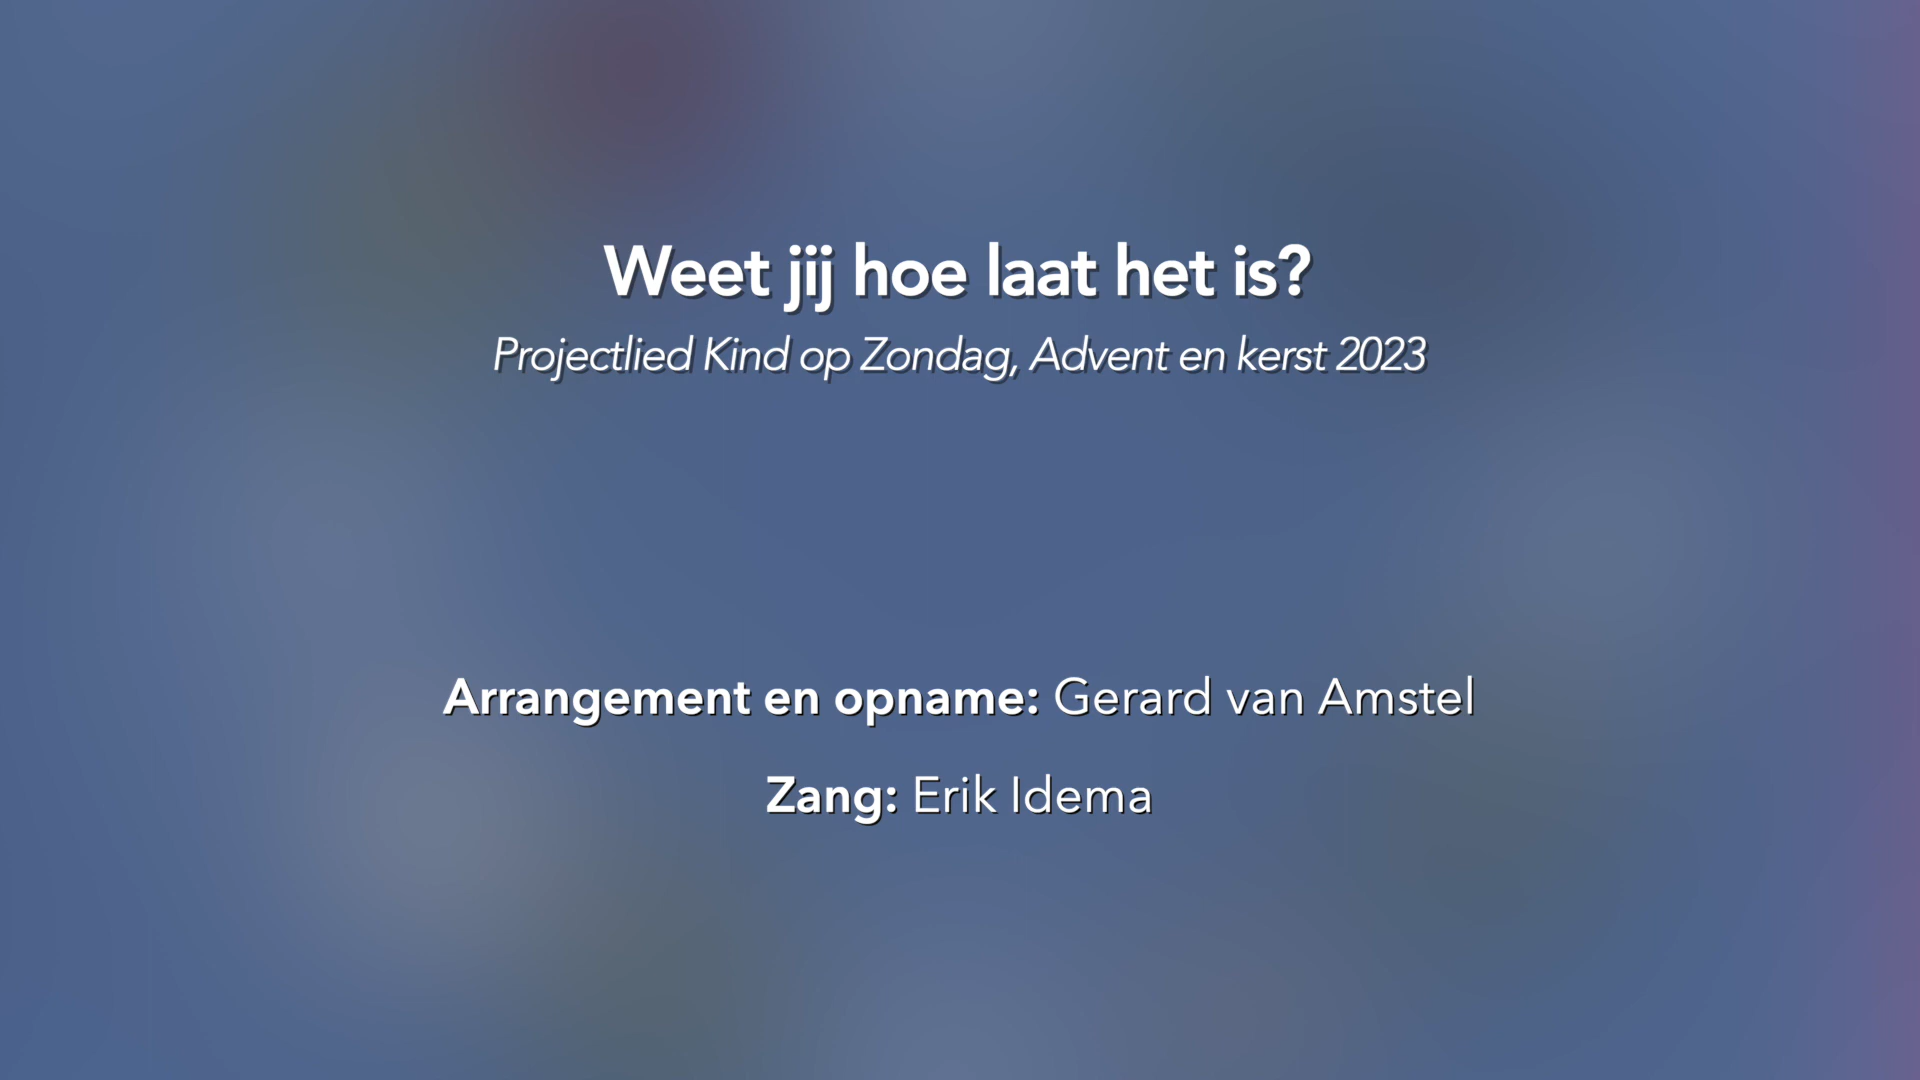 Weet jij hoe laat het is?
Projectlied Kind op Zondag, Advent en kerst 2023
Arrangement en opname: Gerard van Amstel
Zang: Erik Idema